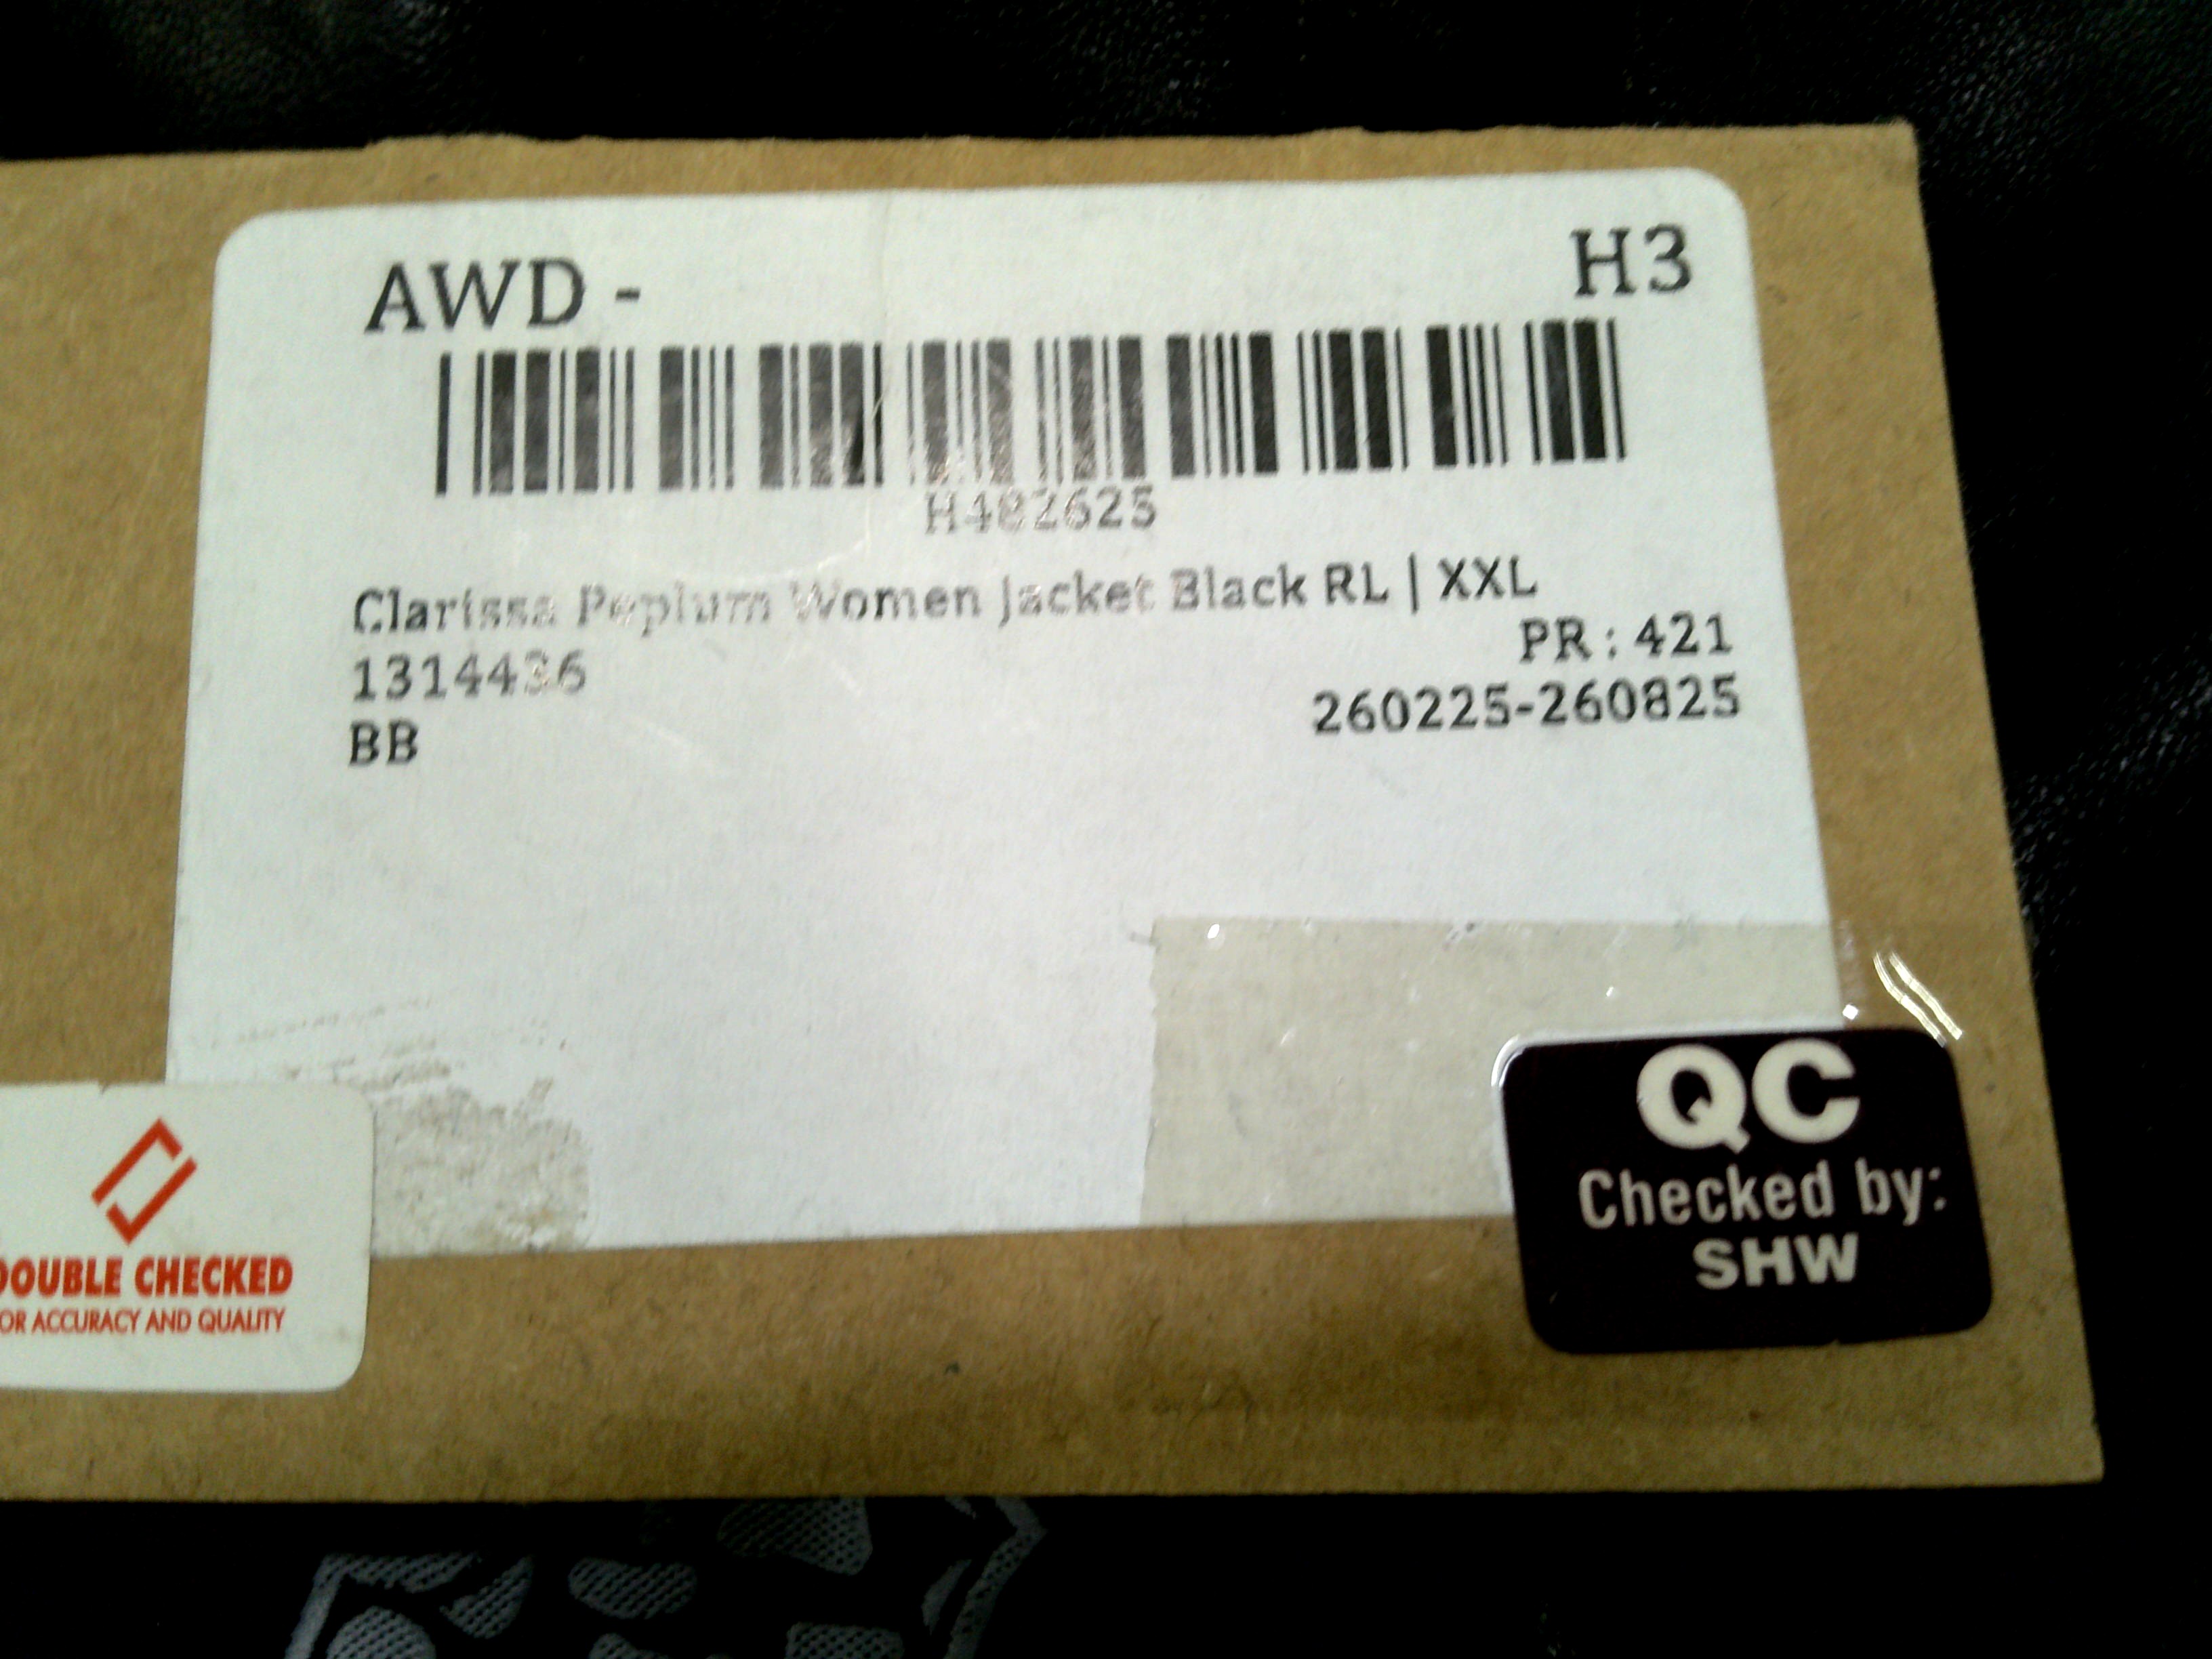 AWD - H3
H482625
Clarissa Peplum Women Jacket Black RL | XXL
PR : 421
1314436
260225-260825
BB
QC
Checked by:
SHW
DOUBLE CHECKED
OR ACCURACY AND QUALITY